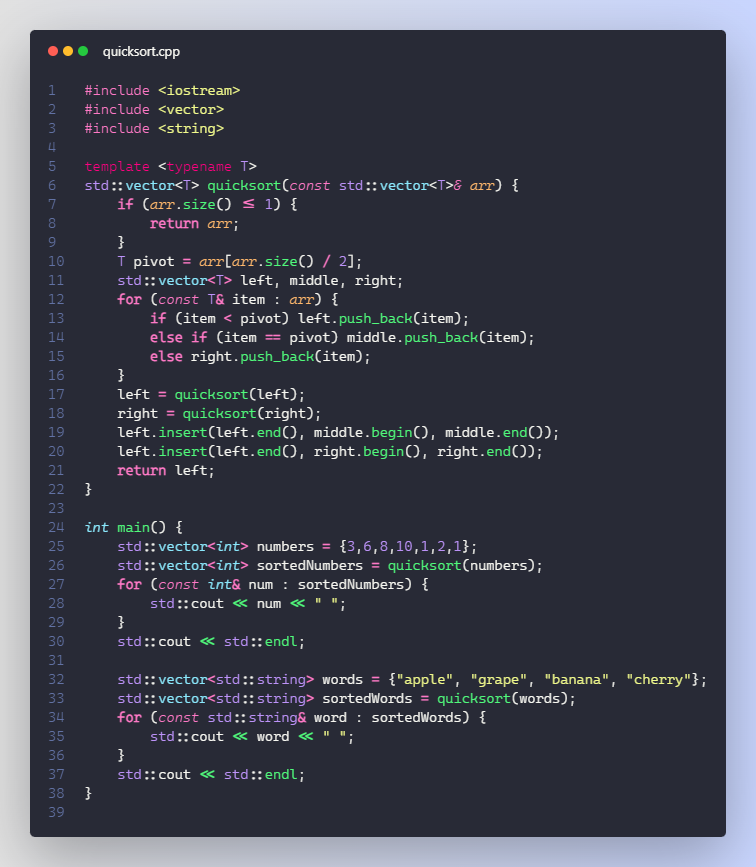 quicksort.cpp
1 #include <iostream>
2 #include <vector>
3 #include <string>
4
5 template <typename T>
6 std::vector<T> quicksort(const std::vector<T>& arr) {
7     if (arr.size() <= 1) {
8         return arr;
9     }
10     T pivot = arr[arr.size() / 2];
11     std::vector<T> left, middle, right;
12     for (const T& item : arr) {
13         if (item < pivot) left.push_back(item);
14         else if (item == pivot) middle.push_back(item);
15         else right.push_back(item);
16     }
17     left = quicksort(left);
18     right = quicksort(right);
19     left.insert(left.end(), middle.begin(), middle.end());
20     left.insert(left.end(), right.begin(), right.end());
21     return left;
22 }
23
24 int main() {
25     std::vector<int> numbers = {3,6,8,10,1,2,1};
26     std::vector<int> sortedNumbers = quicksort(numbers);
27     for (const int& num : sortedNumbers) {
28         std::cout << num << " ";
29     }
30     std::cout << std::endl;
31
32     std::vector<std::string> words = {"apple", "grape", "banana", "cherry"};
33     std::vector<std::string> sortedWords = quicksort(words);
34     for (const std::string& word : sortedWords) {
35         std::cout << word << " ";
36     }
37     std::cout << std::endl;
38 }
39